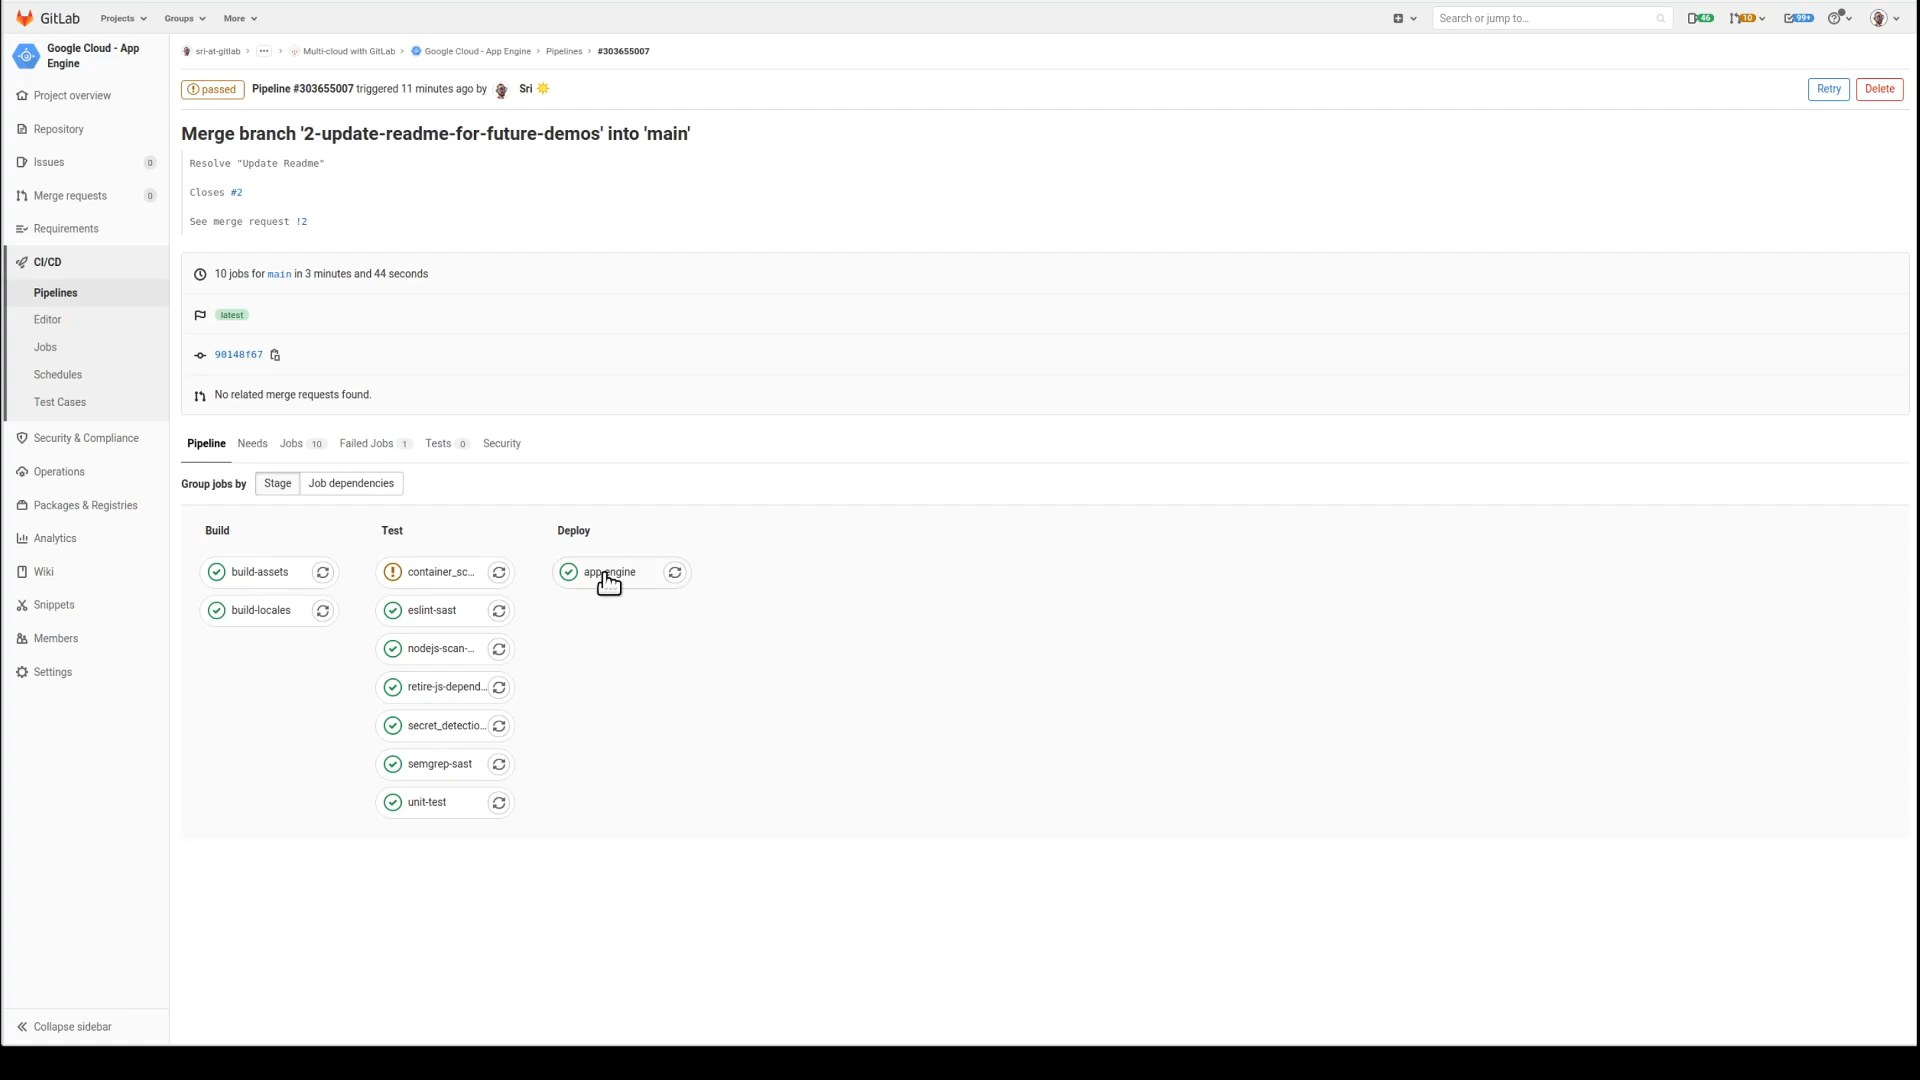 GitLab Projects Groups More Search or jump to... 46 10 99+
Google Cloud - App Engine
sri-at-gitlab > ... > Multi-cloud with GitLab > Google Cloud - App Engine > Pipelines > #303655007
Project overview
Repository
Issues 0
Merge requests 0
Requirements
CI/CD
Pipelines
Editor
Jobs
Schedules
Test Cases
Security & Compliance
Operations
Packages & Registries
Analytics
Wiki
Snippets
Members
Settings
Collapse sidebar
passed Pipeline #303655007 triggered 11 minutes ago by Sri Retry Delete
Merge branch '2-update-readme-for-future-demos' into 'main'
Resolve "Update Readme"
Closes #2
See merge request !2
10 jobs for main in 3 minutes and 44 seconds
latest
90148f67
No related merge requests found.
Pipeline Needs Jobs 10 Failed Jobs 1 Tests 0 Security
Group jobs by Stage Job dependencies
Build
build-assets
build-locales
Test
container_sc...
eslint-sast
nodejs-scan-...
retire-js-depend...
secret_detectio...
semgrep-sast
unit-test
Deploy
app engine